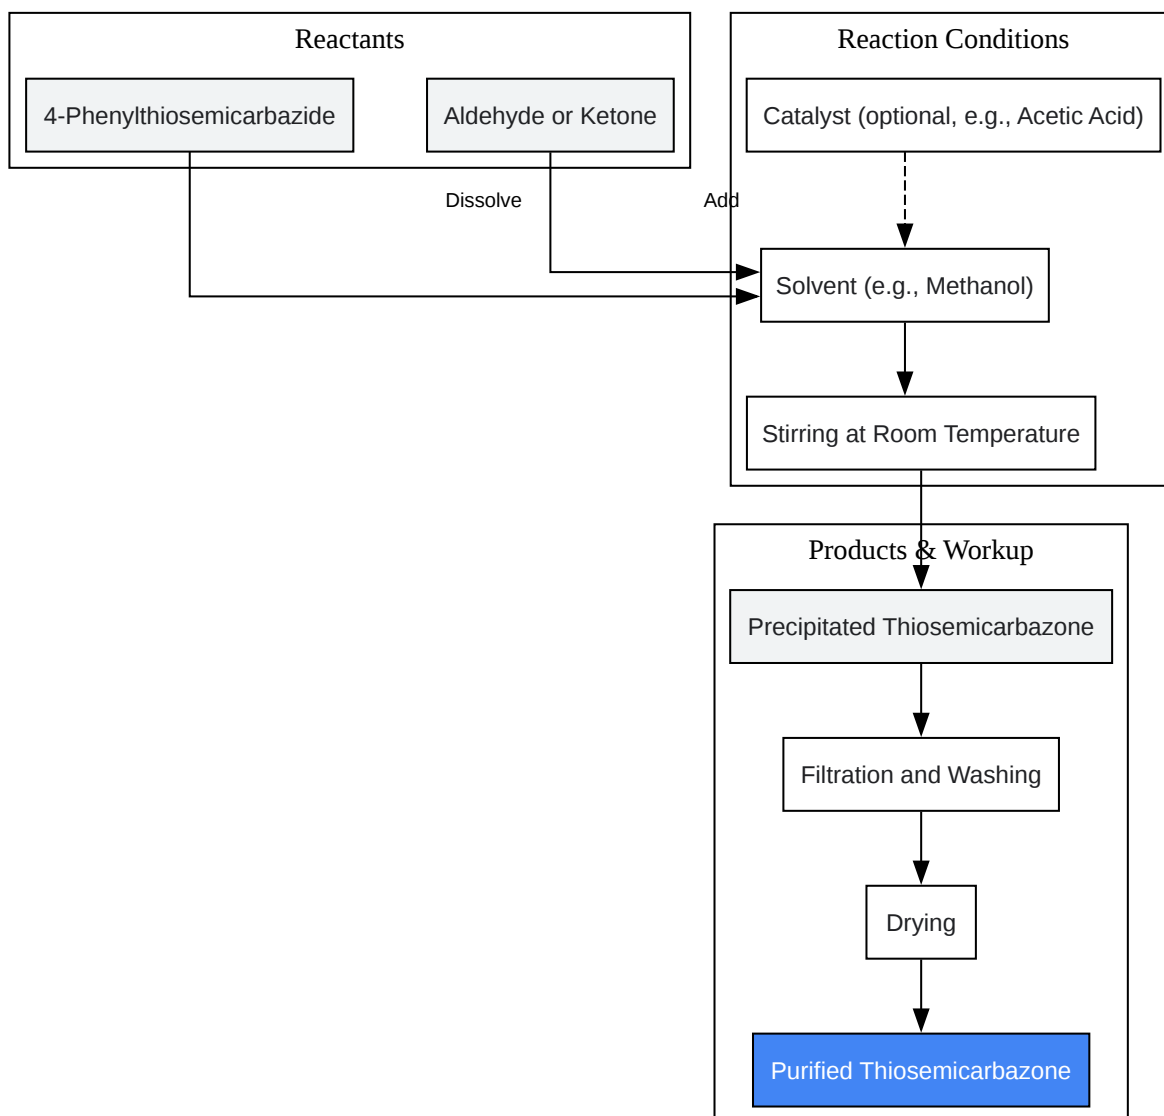 Reactants
4-Phenylthiosemicarbazide
Aldehyde or Ketone
Reaction Conditions
Catalyst (optional, e.g., Acetic Acid)
Dissolve
Add
Solvent (e.g., Methanol)
Stirring at Room Temperature
Products & Workup
Precipitated Thiosemicarbazone
Filtration and Washing
Drying
Purified Thiosemicarbazone